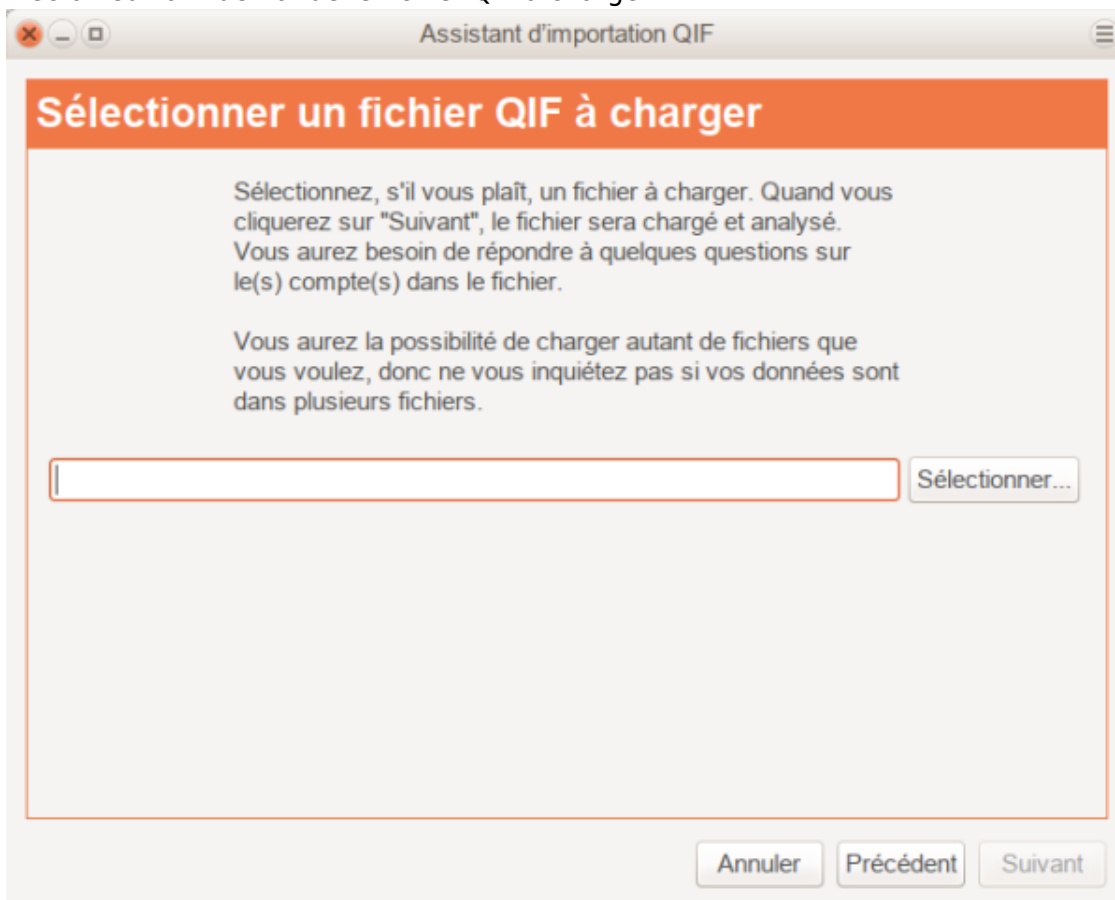 Assistant d'importation QIF
Sélectionner un fichier QIF à charger
Sélectionnez, s'il vous plaît, un fichier à charger. Quand vous
cliquerez sur "Suivant", le fichier sera chargé et analysé.
Vous aurez besoin de répondre à quelques questions sur
le(s) compte(s) dans le fichier.
Vous aurez la possibilité de charger autant de fichiers que
vous voulez, donc ne vous inquiétez pas si vos données sont
dans plusieurs fichiers.
Sélectionner...
Annuler Précédent Suivant